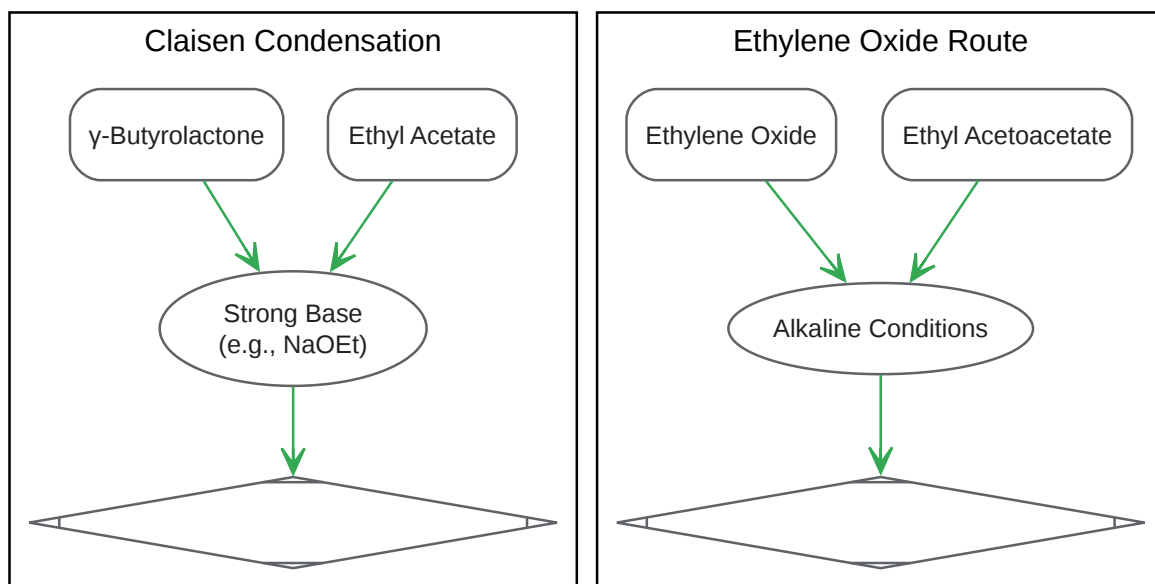 Claisen Condensation
γ-Butyrolactone
Ethyl Acetate
Strong Base
(e.g., NaOEt)
Ethylene Oxide Route
Ethylene Oxide
Ethyl Acetoacetate
Alkaline Conditions